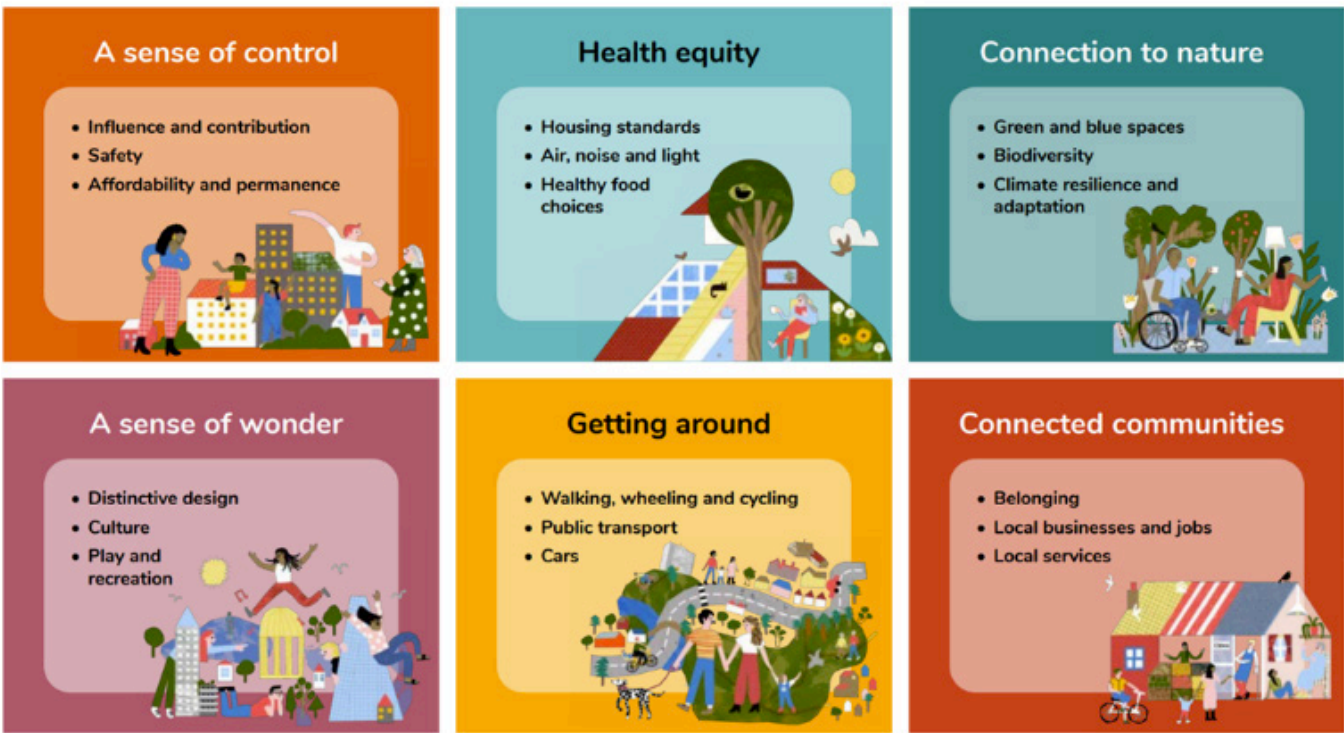 A sense of control
• Influence and contribution
• Safety
• Affordability and permanence
Health equity
• Housing standards
• Air, noise and light
• Healthy food
choices
Connection to nature
• Green and blue spaces
• Biodiversity
• Climate resilience and
adaptation
A sense of wonder
• Distinctive design
• Culture
• Play and
recreation
Getting around
• Walking, wheeling and cycling
• Public transport
• Cars
Connected communities
• Belonging
• Local businesses and jobs
• Local services